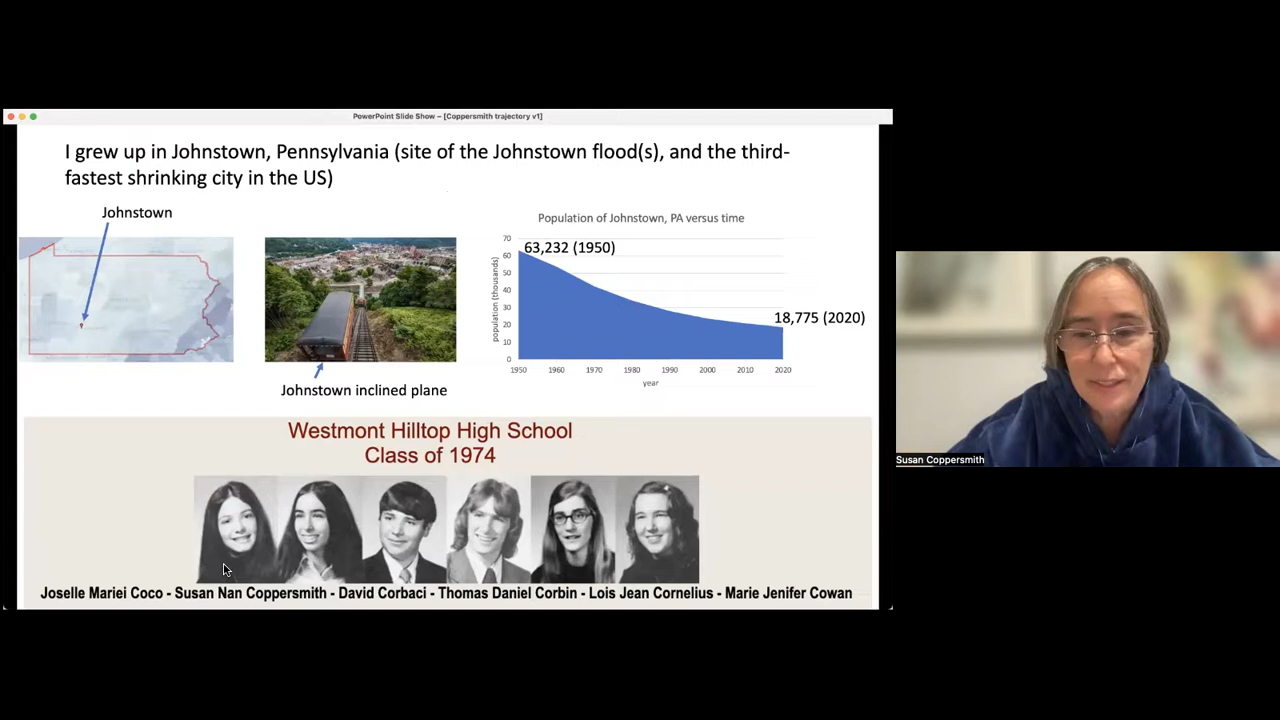 PowerPoint Slide Show – [Coppersmith trajectory v1]
I grew up in Johnstown, Pennsylvania (site of the Johnstown flood(s), and the third-
fastest shrinking city in the US)
Johnstown
Johnstown inclined plane
Population of Johnstown, PA versus time
63,232 (1950)
18,775 (2020)
population (thousands)
70
60
50
40
30
20
10
0
1950 1960 1970 1980 1990 2000 2010 2020
year
Westmont Hilltop High School
Class of 1974
Joselle Mariei Coco - Susan Nan Coppersmith - David Corbaci - Thomas Daniel Corbin - Lois Jean Cornelius - Marie Jenifer Cowan
Susan Coppersmith